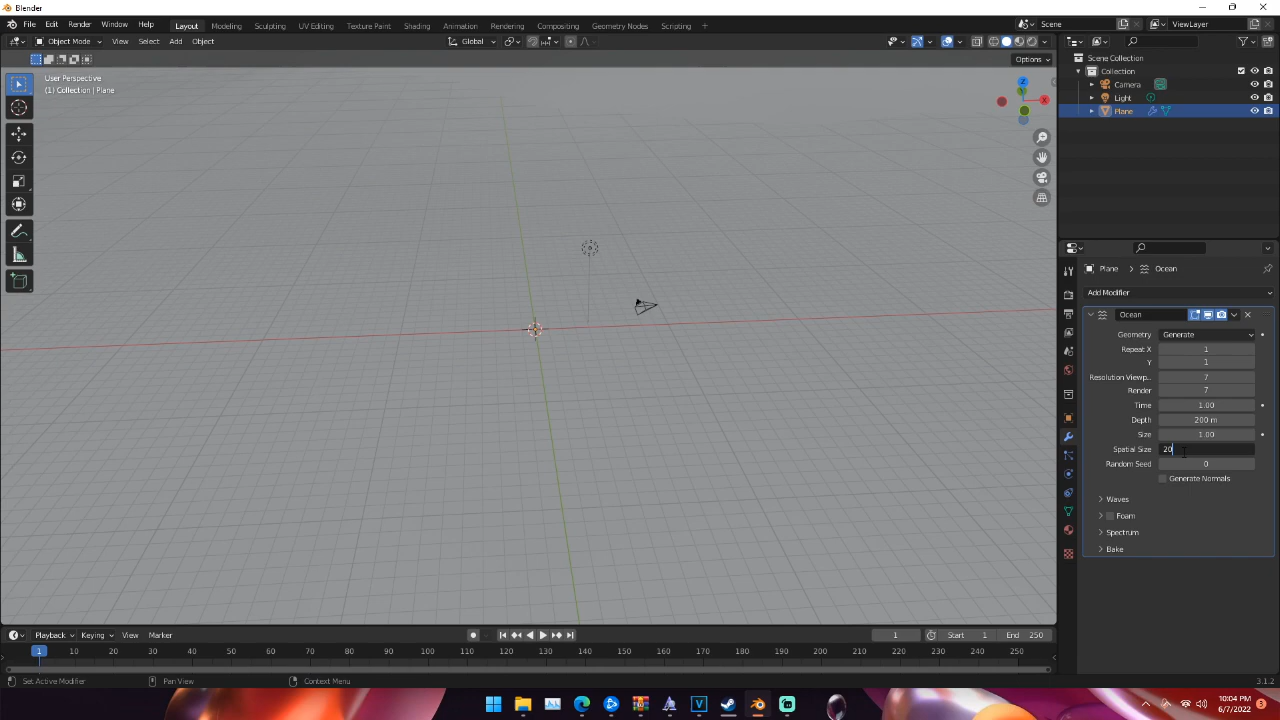 Blender
File Edit Render Window Help Layout Modeling Sculpting UV Editing Texture Paint Shading Animation Rendering Compositing Geometry Nodes Scripting + Scene ViewLayer
Object Mode View Select Add Object Global
Options
User Perspective
(1) Collection | Plane
Z
X
Scene Collection
Collection
Camera
Light
Plane
Plane > Ocean
Add Modifier
Ocean
Geometry Generate
Repeat X 1
Y 1
Resolution Viewp.. 7
Render 7
Time 1.00
Depth 200 m
Size 1.00
Spatial Size 20
Random Seed 0
Generate Normals
Waves
Foam
Spectrum
Bake
Playback Keying View Marker 1 Start 1 End 250
1 10 20 30 40 50 60 70 80 90 100 110 120 130 140 150 160 170 180 190 200 210 220 230 240 250
Set Active Modifier Pan View Context Menu 3.1.2
10:04 PM
6/7/2022